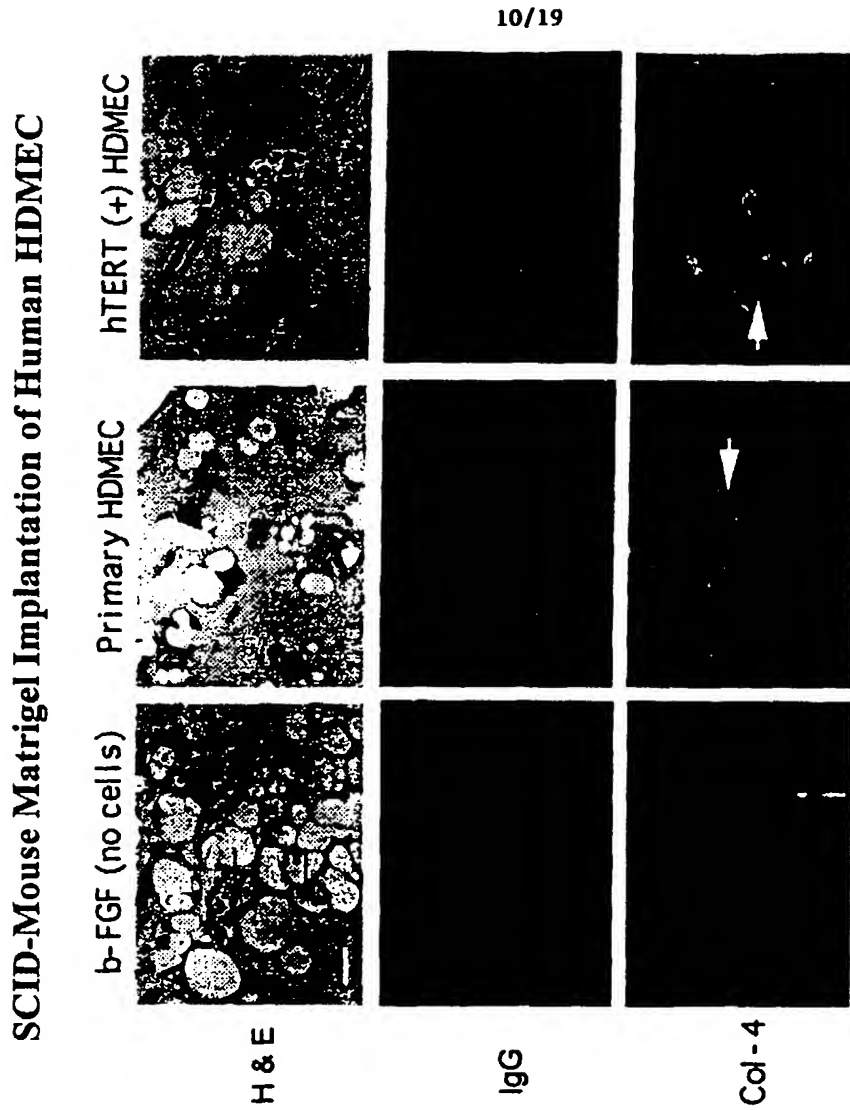 10/19
SCID-Mouse Matrigel Implantation of Human HDMEC
b-FGF (no cells)
Primary HDMEC
hTERT (+) HDMEC
H & E
IgG
Col-4